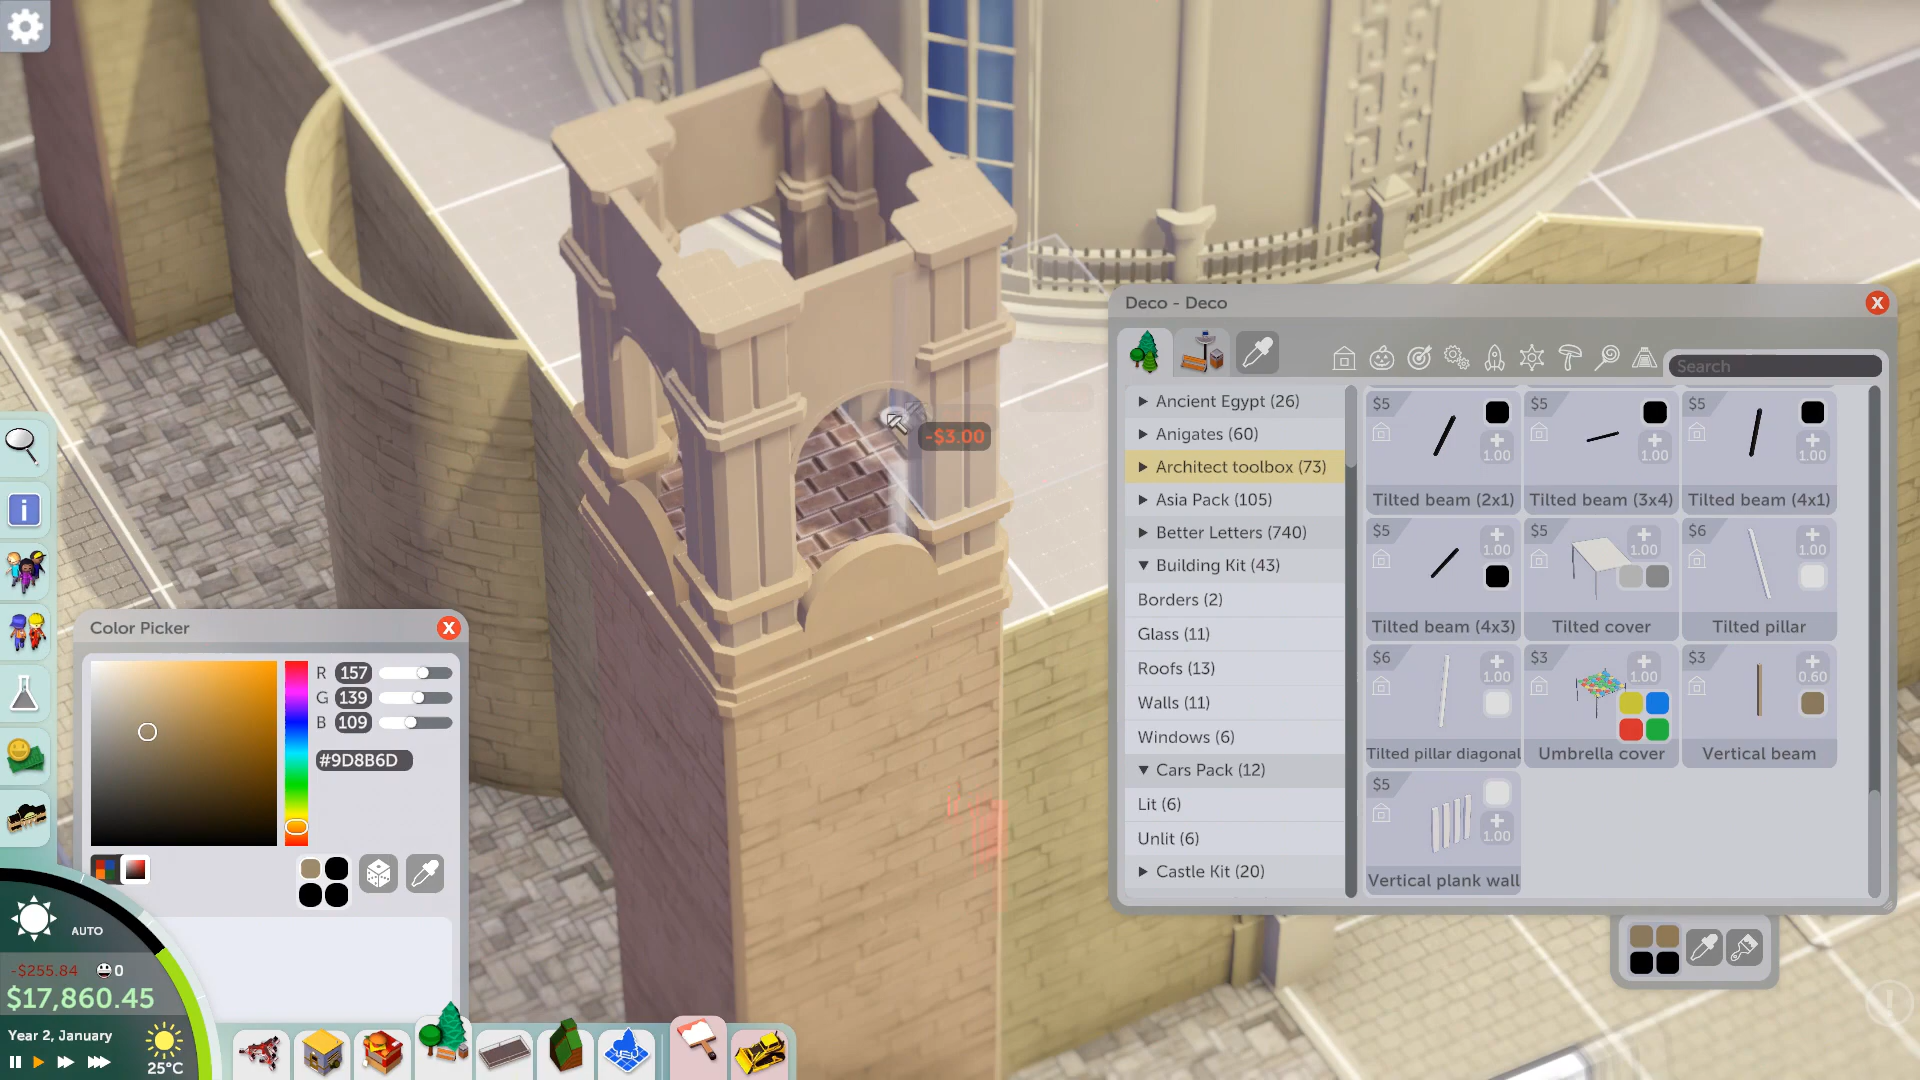 -$3.00
Deco - Deco
X
Search
▶ Ancient Egypt (26)
▶ Anigates (60)
▶ Architect toolbox (73)
▶ Asia Pack (105)
▶ Better Letters (740)
▼ Building Kit (43)
Borders (2)
Glass (11)
Roofs (13)
Walls (11)
Windows (6)
▼ Cars Pack (12)
Lit (6)
Unlit (6)
▶ Castle Kit (20)
$5 1.00 $5 1.00 $5 1.00
Tilted beam (2x1) Tilted beam (3x4) Tilted beam (4x1)
$5 1.00 $5 1.00 $6 1.00
Tilted beam (4x3) Tilted cover Tilted pillar
$6 1.00 $3 1.00 $3 0.60
Tilted pillar diagonal Umbrella cover Vertical beam
$5 1.00
Vertical plank wall
Color Picker
X
R 157
G 139
B 109
#9D8B6D
AUTO
-$255.84 0
$17,860.45
Year 2, January
25°C